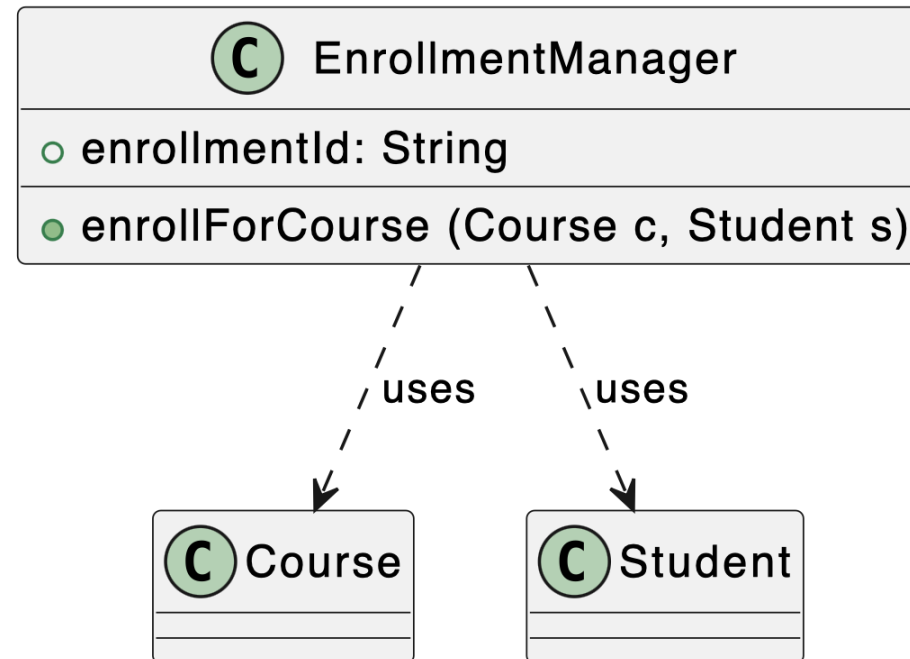 C EnrollmentManager
enrollmentId: String
enrollForCourse (Course c, Student s)
uses uses
C Course
C Student